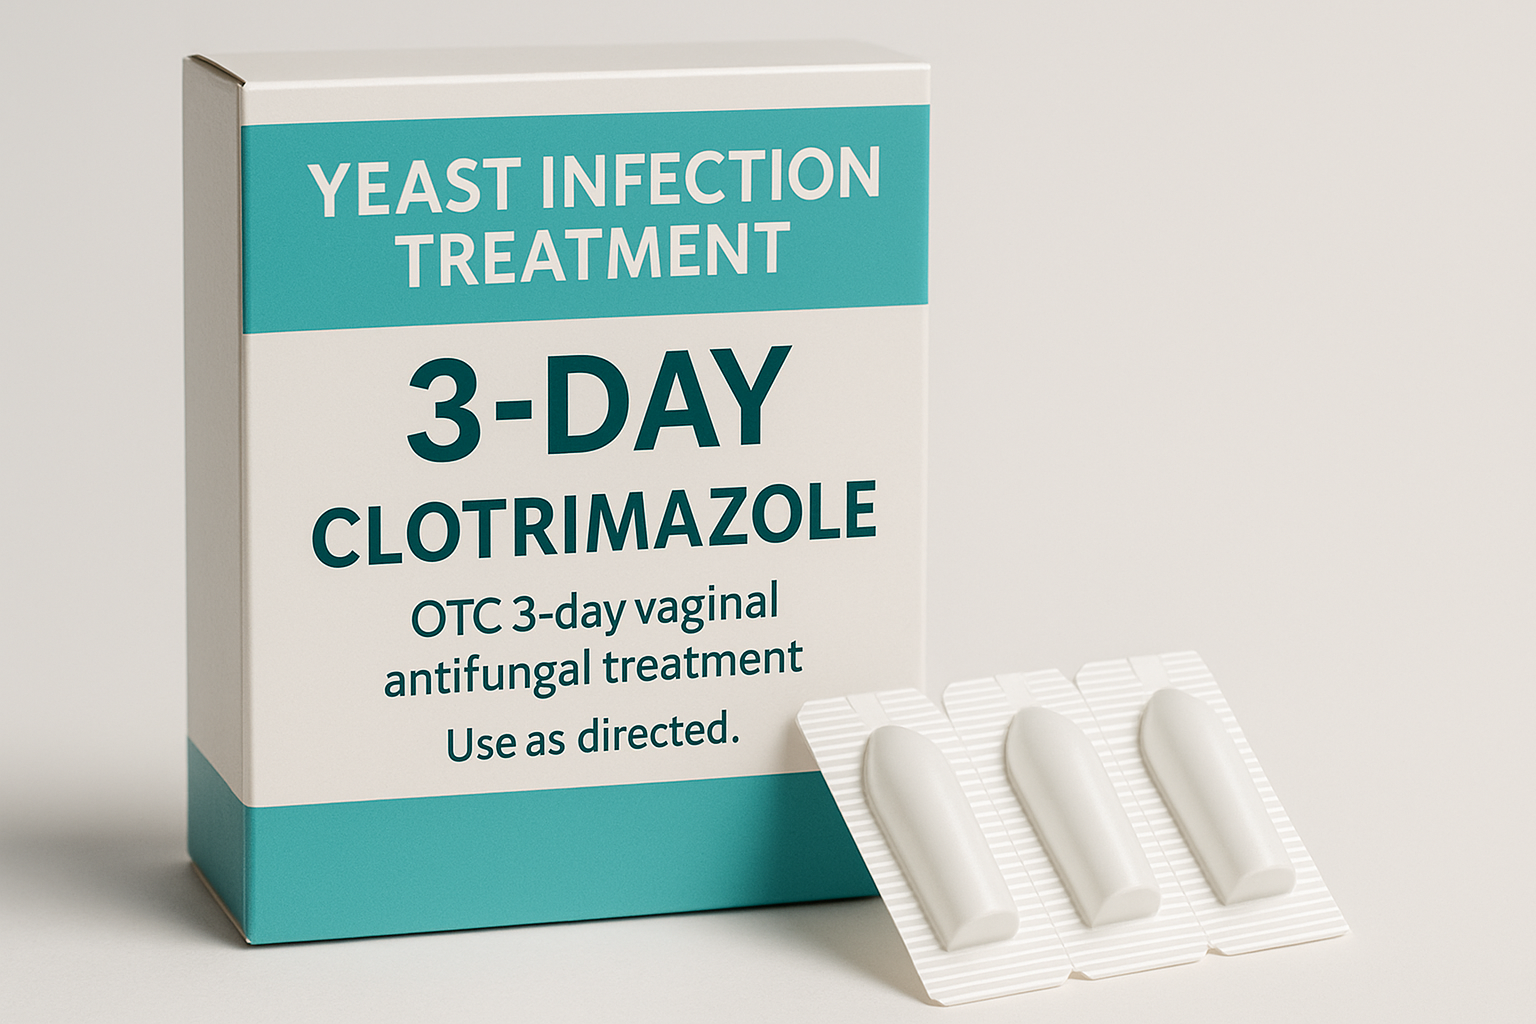 YEAST INFECTION
TREATMENT
3-DAY
CLOTRIMAZOLE
OTC 3-day vaginal
antifungal treatment
Use as directed.